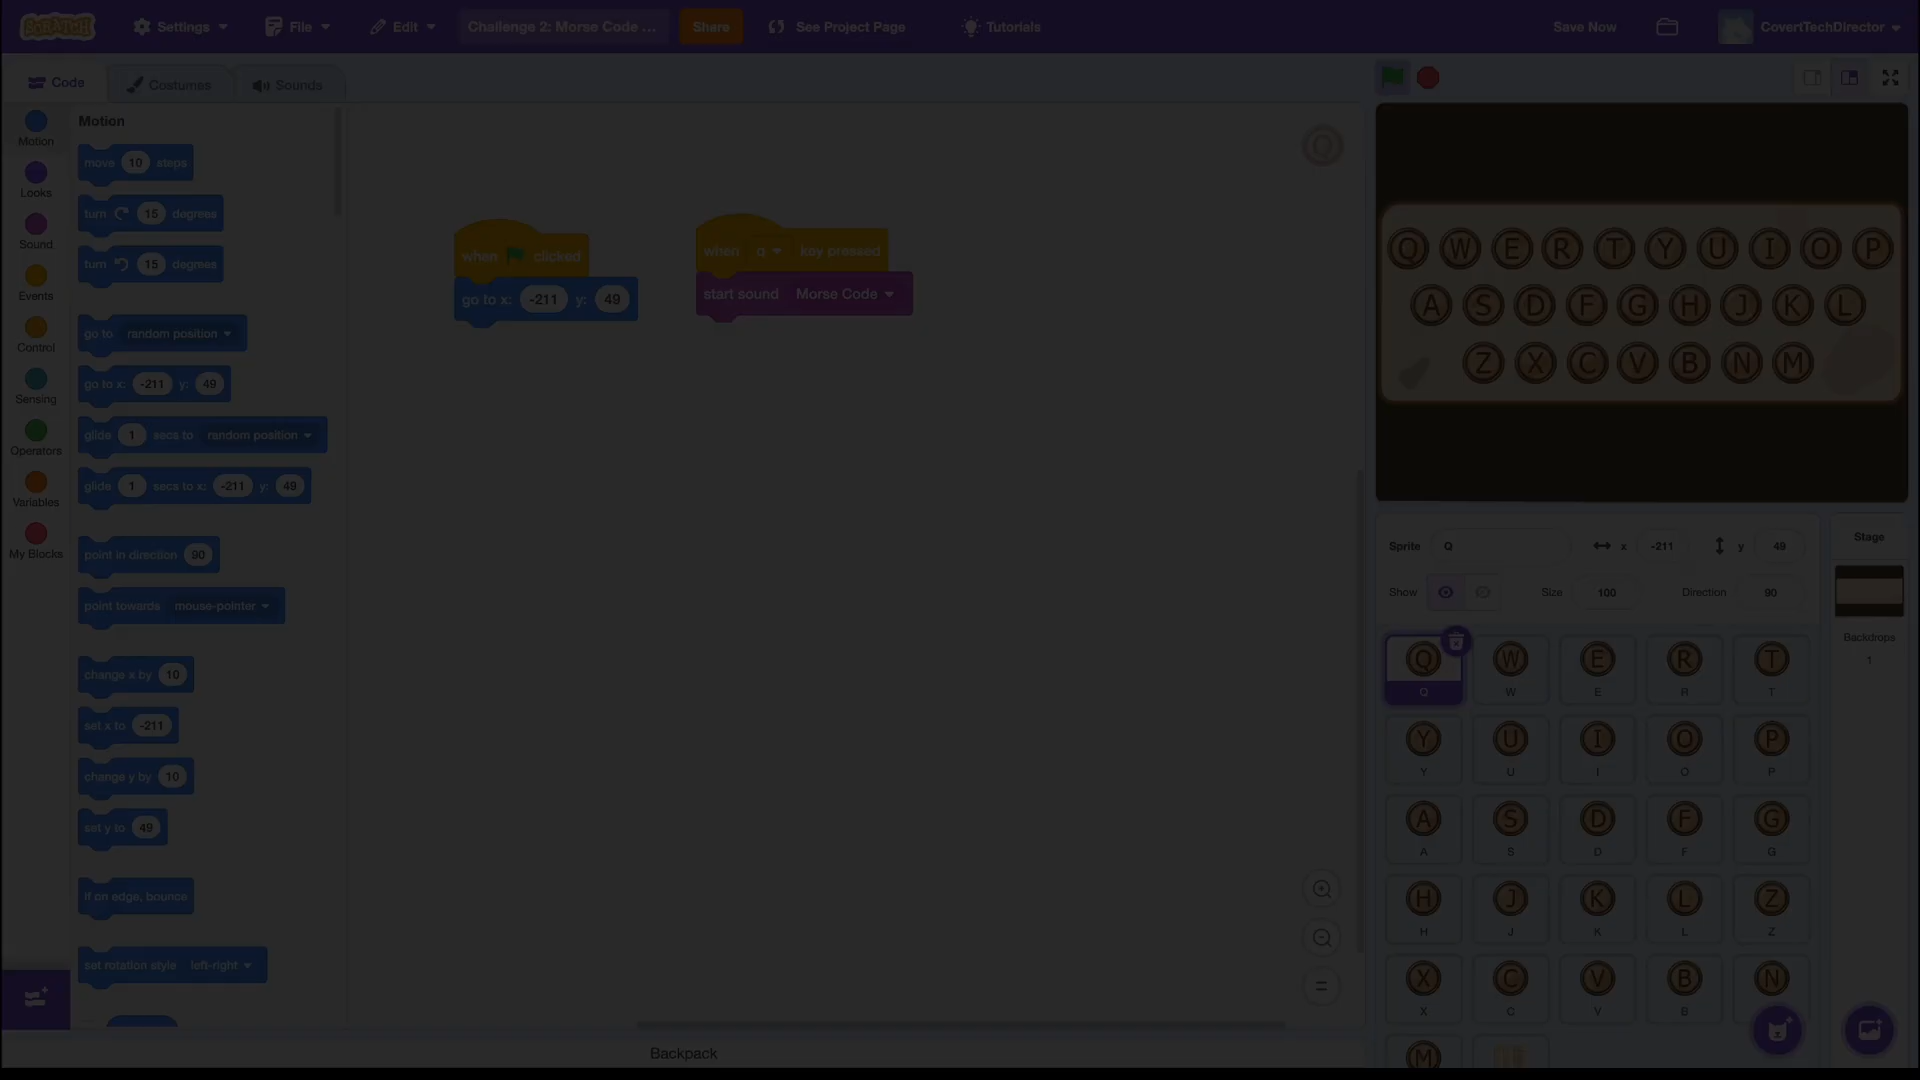 SCRATCH Settings File Edit Challenge 2: Morse Code ... Share See Project Page Tutorials Save Now CovertTechDirector
Code Costumes Sounds
Motion
Looks
Sound
Events
Control
Sensing
Operators
Variables
My Blocks
Motion
move 10 steps
turn 15 degrees
turn 15 degrees
go to random position
go to x: -211 y: 49
glide 1 secs to random position
glide 1 secs to x: -211 y: 49
point in direction 90
point towards mouse-pointer
change x by 10
set x to -211
change y by 10
set y to 49
if on edge, bounce
set rotation style left-right
when clicked
go to x: -211 y: 49
when q key pressed
start sound Morse Code
Q
Backpack
Q W E R T Y U I O P
A S D F G H J K L
Z X C V B N M
Sprite Q x -211 y 49
Show Size 100 Direction 90
Q W E R T
Q W E R T
Y U I O P
Y U I O P
A S D F G
A S D F G
H J K L Z
H J K L Z
X C V B N
X C V B
M
Stage
Backdrops
1